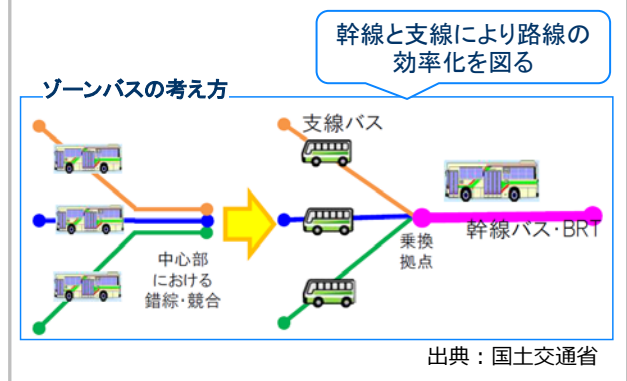 幹線と支線により路線の
効率化を図る
ゾーンバスの考え方
支線バス
中心部
における
錯綜・競合
乗換
拠点
幹線バス・BRT
出典：国土交通省